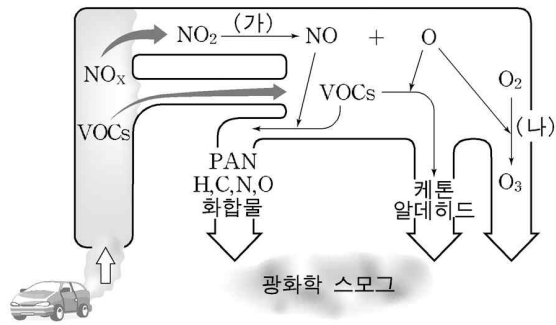 NO₂ (가) NO + O
NOₓ
VOCs
VOCs
O₂
(나)
O₃
PAN
H,C,N,O
화합물
케톤
알데히드
광화학 스모그